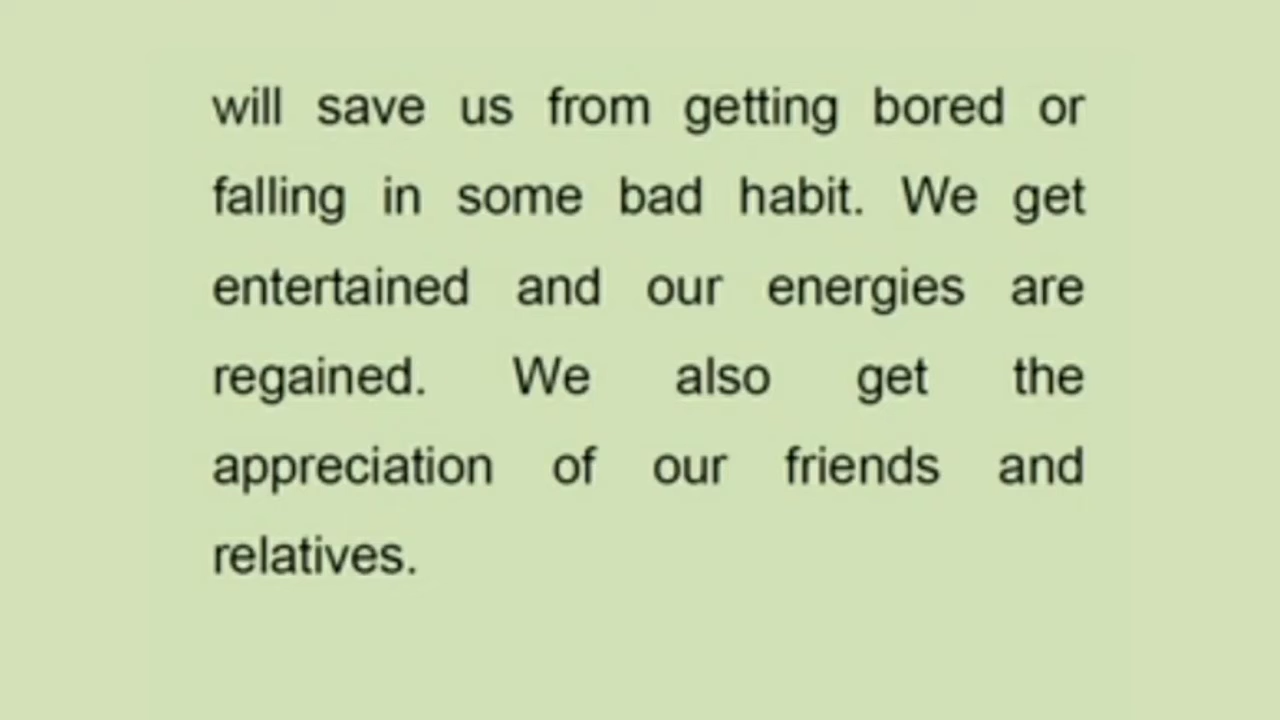 will save us from getting bored or
falling in some bad habit. We get
entertained and our energies are
regained. We also get the
appreciation of our friends and
relatives.